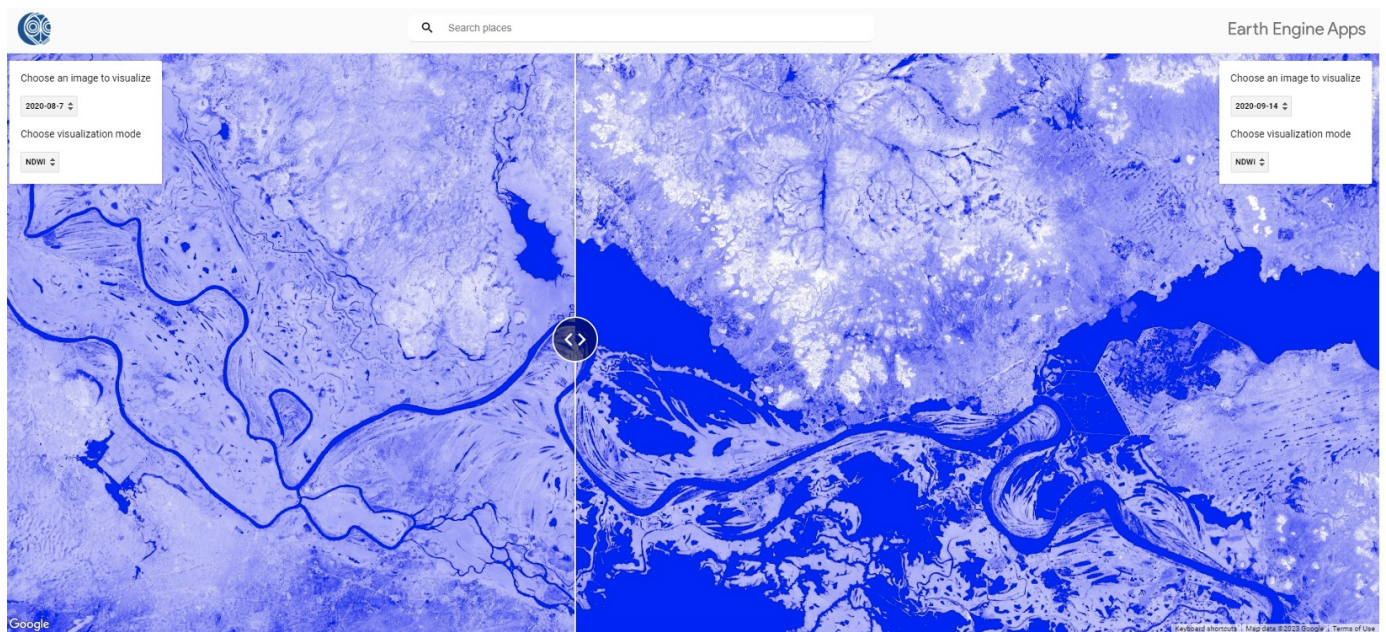 Search places
Earth Engine Apps
Choose an image to visualize
2020-08-7
Choose visualization mode
NDWI
Choose an image to visualize
2020-09-14
Choose visualization mode
NDWI
Google
Keyboard shortcuts
Map data ©2023 Google
Terms of Use